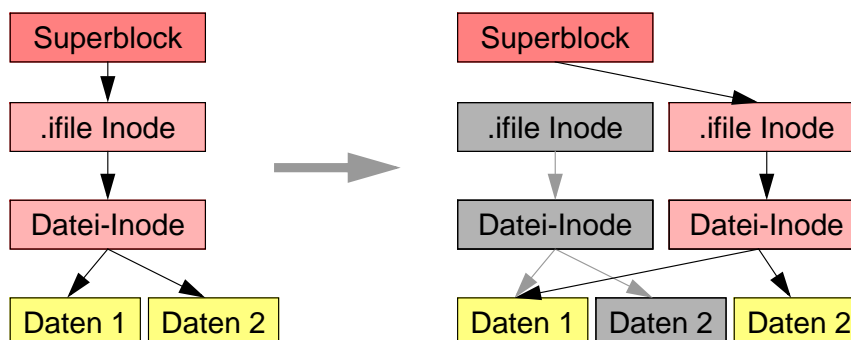 Superblock
Superblock
.ifile Inode
.ifile Inode
.ifile Inode
Datei-Inode
Datei-Inode
Datei-Inode
Daten 1
Daten 2
Daten 1
Daten 2
Daten 2